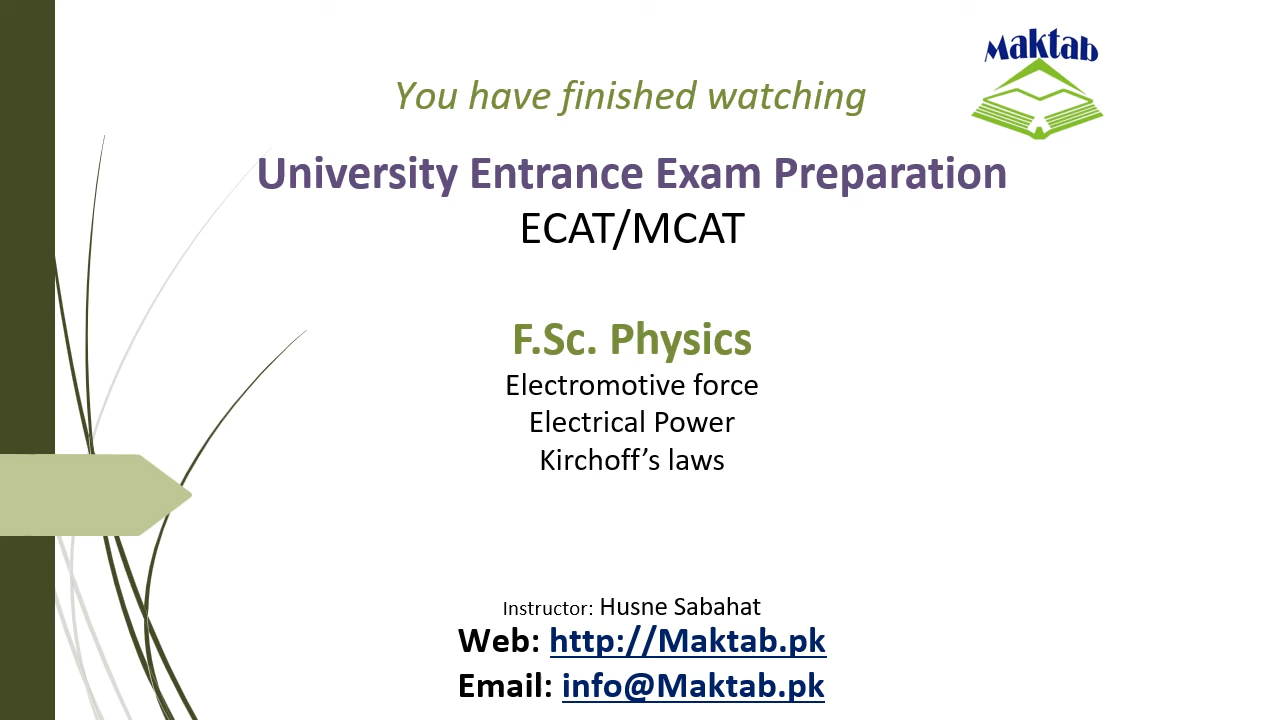 Maktab
You have finished watching
University Entrance Exam Preparation
ECAT/MCAT
F.Sc. Physics
Electromotive force
Electrical Power
Kirchoff’s laws
Instructor: Husne Sabahat
Web: http://Maktab.pk
Email: info@Maktab.pk